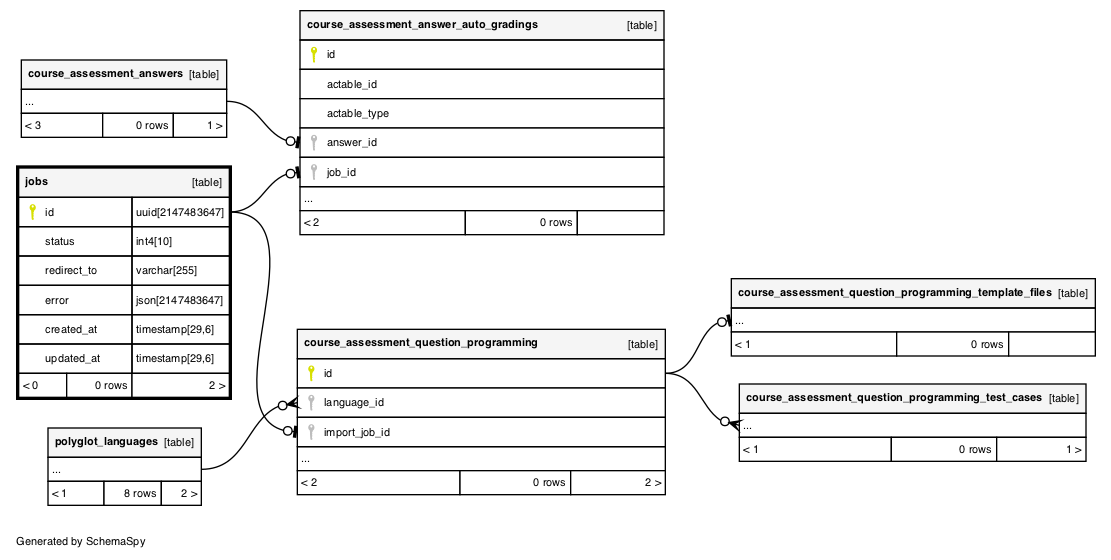 course_assessment_answer_auto_gradings [table]
id
actable_id
actable_type
answer_id
job_id
...
< 2 0 rows
course_assessment_answers [table]
...
< 3 0 rows 1 >
jobs [table]
id uuid[2147483647]
status int4[10]
redirect_to varchar[255]
error json[2147483647]
created_at timestamp[29,6]
updated_at timestamp[29,6]
< 0 0 rows 2 >
course_assessment_question_programming_template_files [table]
...
< 1 0 rows
course_assessment_question_programming [table]
id
language_id
import_job_id
...
< 2 0 rows 2 >
course_assessment_question_programming_test_cases [table]
...
< 1 0 rows 1 >
polyglot_languages [table]
...
< 1 8 rows 2 >
Generated by SchemaSpy